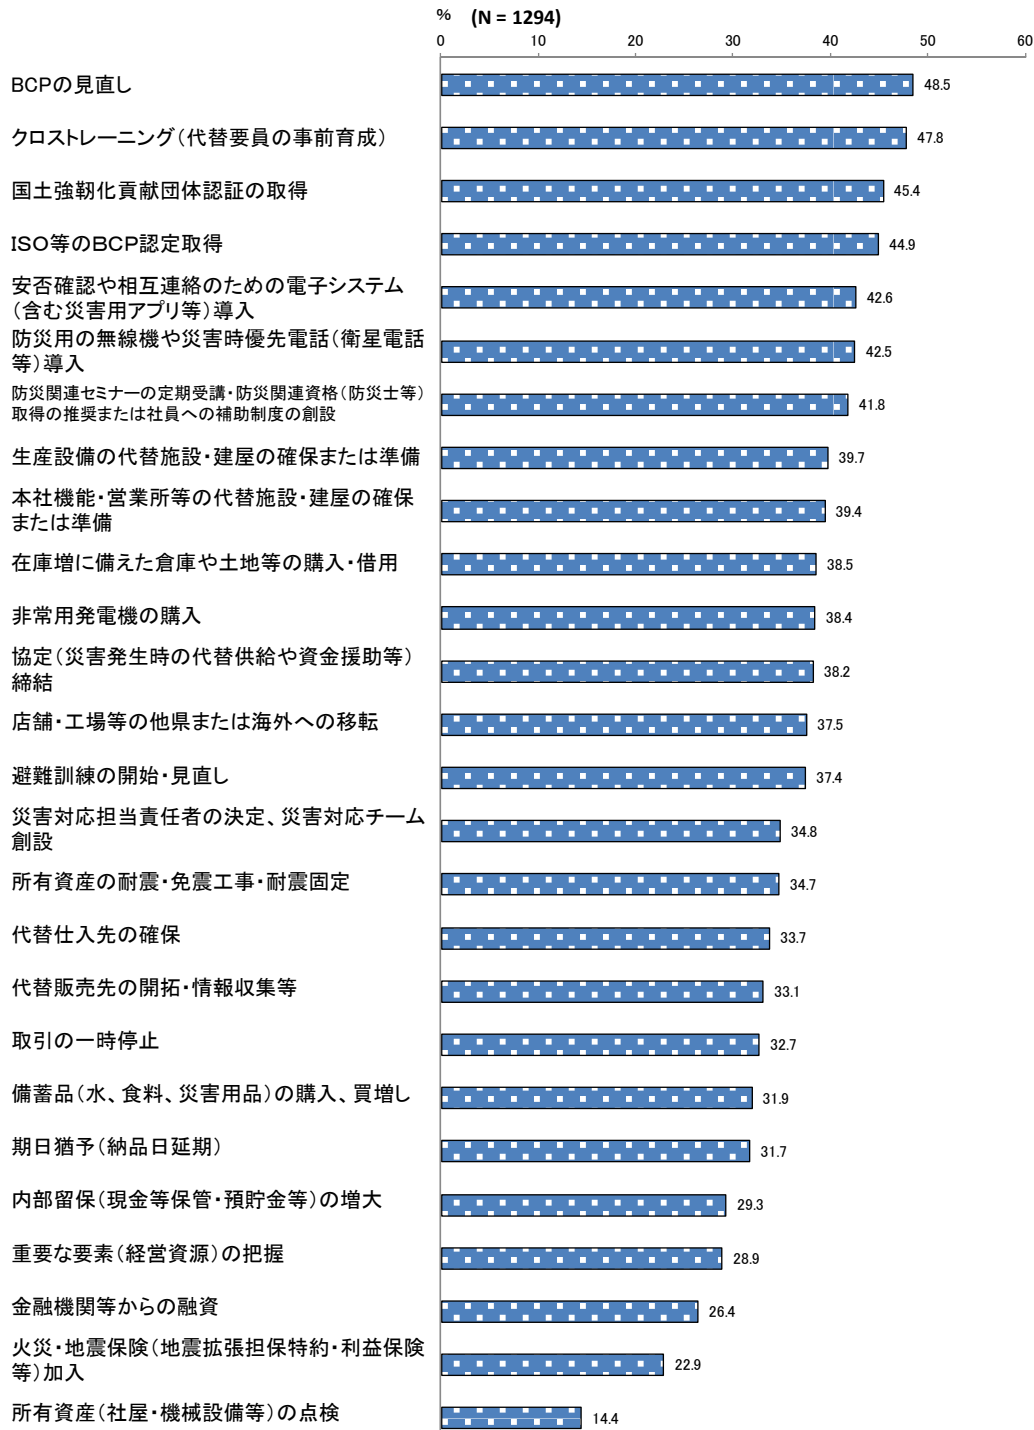 % (N = 1294)
0 10 20 30 40 50 60
BCPの見直し 48.5
クロストレーニング(代替要員の事前育成) 47.8
国土強靭化貢献団体認証の取得 45.4
ISO等のBCP認定取得 44.9
安否確認や相互連絡のための電子システム
(含む災害用アプリ等)導入 42.6
防災用の無線機や災害時優先電話(衛星電話
等)導入 42.5
防災関連セミナーの定期受講・防災関連資格(防災士等)
取得の推奨または社員への補助制度の創設 41.8
生産設備の代替施設・建屋の確保または準備 39.7
本社機能・営業所等の代替施設・建屋の確保
または準備 39.4
在庫増に備えた倉庫や土地等の購入・借用 38.5
非常用発電機の購入 38.4
協定(災害発生時の代替供給や資金援助等)
締結 38.2
店舗・工場等の他県または海外への移転 37.5
避難訓練の開始・見直し 37.4
災害対応担当責任者の決定、災害対応チーム
創設 34.8
所有資産の耐震・免震工事・耐震固定 34.7
代替仕入先の確保 33.7
代替販売先の開拓・情報収集等 33.1
取引の一時停止 32.7
備蓄品(水、食料、災害用品)の購入、買増し 31.9
期日猶予(納品日延期) 31.7
内部留保(現金等保管・預貯金等)の増大 29.3
重要な要素(経営資源)の把握 28.9
金融機関等からの融資 26.4
火災・地震保険(地震拡張担保特約・利益保険
等)加入 22.9
所有資産(社屋・機械設備等)の点検 14.4